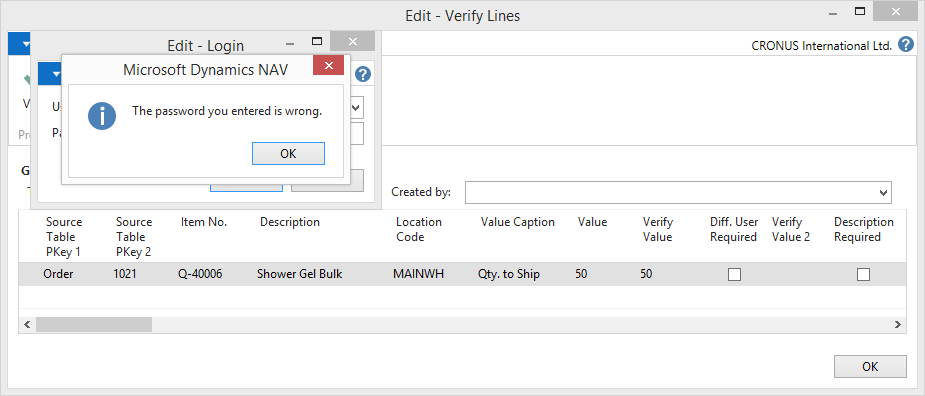 Edit - Verify Lines
CRONUS International Ltd.
Edit - Login
Microsoft Dynamics NAV
The password you entered is wrong.
OK
Created by:
Source Table PKey 1
Source Table PKey 2
Item No.
Description
Location Code
Value Caption
Value
Verify Value
Diff. User Required
Verify Value 2
Description Required
Order 1021 Q-40006 Shower Gel Bulk MAINWH Qty. to Ship 50 50
OK